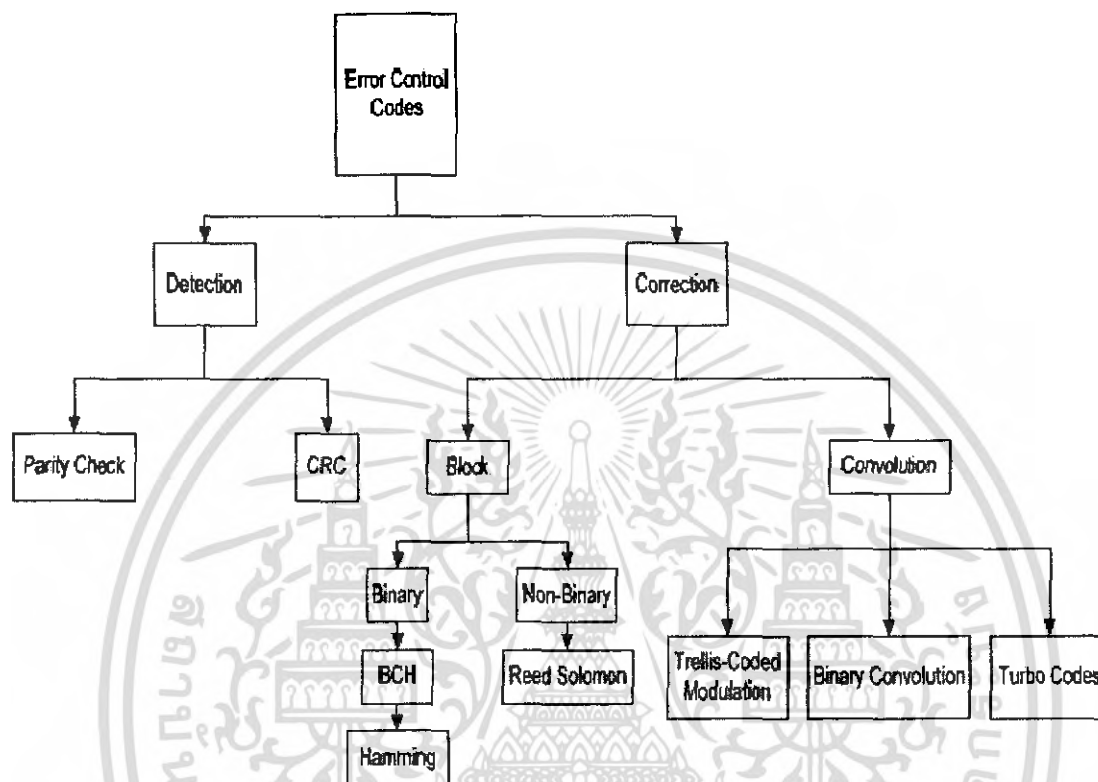 Error Control
Codes
Detection
Correction
Parity Check
CRC
Block
Convolution
Binary
Non-Binary
Trellis-Coded
Modulation
Binary Convolution
Turbo Codes
BCH
Reed Solomon
Hamming